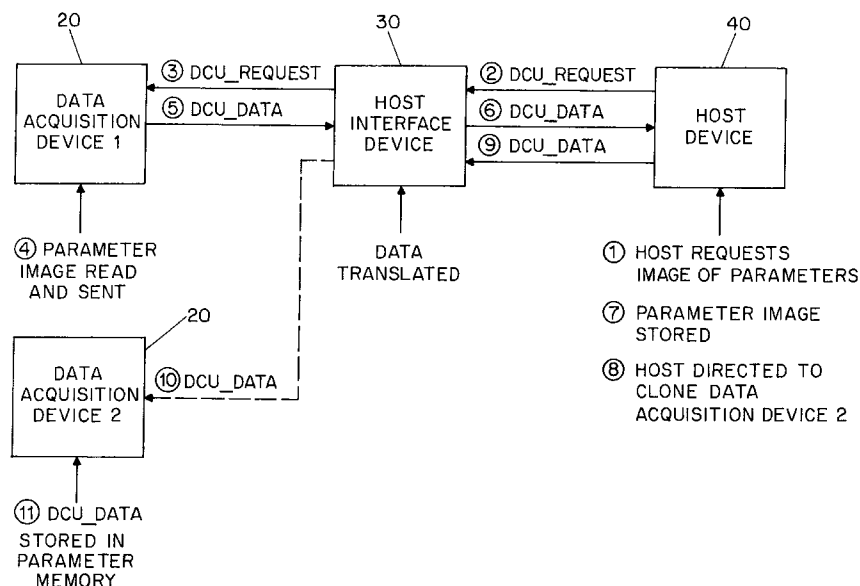 20
30
40
③ DCU_REQUEST
② DCU_REQUEST
DATA
ACQUISITION
DEVICE 1
⑤ DCU_DATA
HOST
INTERFACE
DEVICE
⑥ DCU_DATA
⑨ DCU_DATA
HOST
DEVICE
④ PARAMETER
IMAGE READ
AND SENT
DATA
TRANSLATED
① HOST REQUESTS
IMAGE OF PARAMETERS
⑦ PARAMETER IMAGE
STORED
⑧ HOST DIRECTED TO
CLONE DATA
ACQUISITION DEVICE 2
20
DATA
ACQUISITION
DEVICE 2
⑩ DCU_DATA
⑪ DCU_DATA
STORED IN
PARAMETER
MEMORY